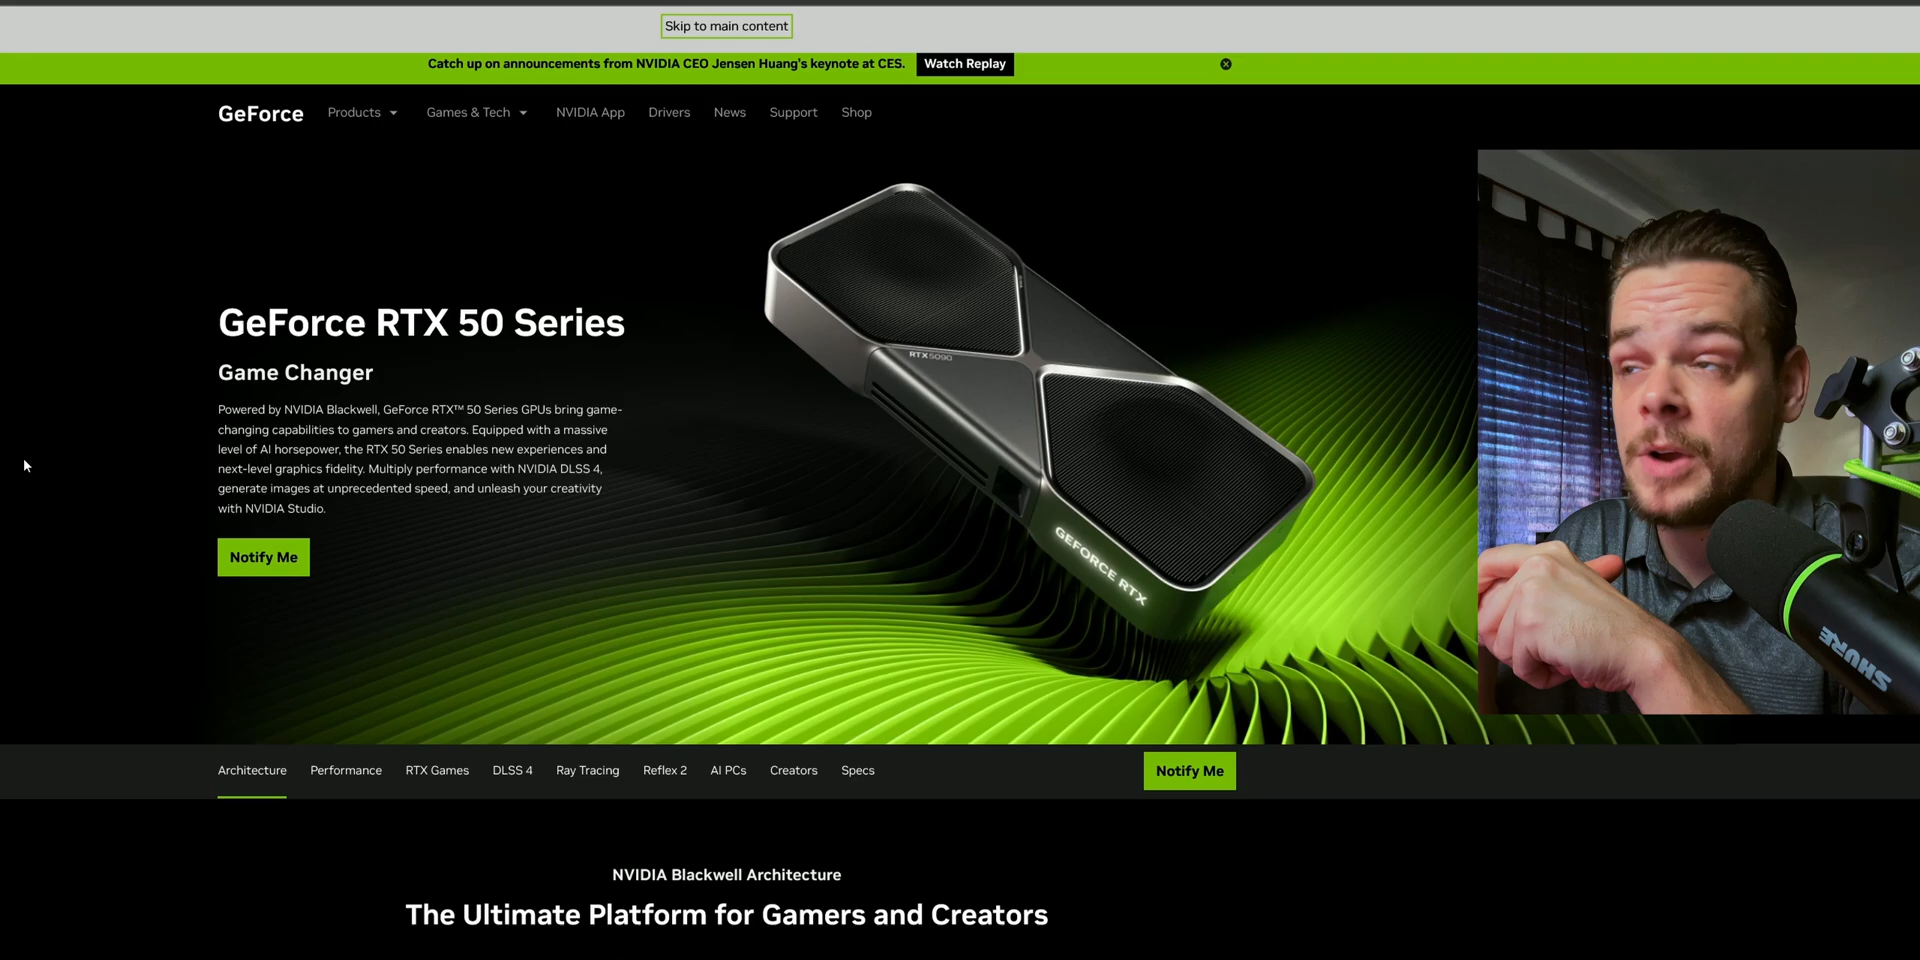 Skip to main content
Catch up on announcements from NVIDIA CEO Jensen Huang's keynote at CES. Watch Replay
GeForce Products Games & Tech NVIDIA App Drivers News Support Shop
GeForce RTX 50 Series
Game Changer
Powered by NVIDIA Blackwell, GeForce RTX™ 50 Series GPUs bring game-
changing capabilities to gamers and creators. Equipped with a massive
level of AI horsepower, the RTX 50 Series enables new experiences and
next-level graphics fidelity. Multiply performance with NVIDIA DLSS 4,
generate images at unprecedented speed, and unleash your creativity
with NVIDIA Studio.
Notify Me
RTX 5090
GEFORCE RTX
SHURE
Architecture Performance RTX Games DLSS 4 Ray Tracing Reflex 2 AI PCs Creators Specs Notify Me
NVIDIA Blackwell Architecture
The Ultimate Platform for Gamers and Creators